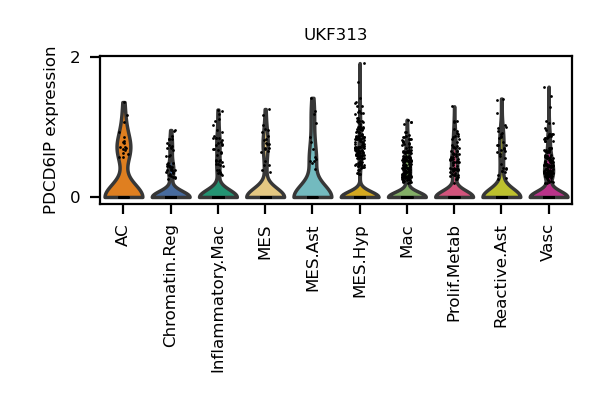 UKF313
PDCD6IP expression
2
0
AC
Chromatin.Reg
Inflammatory.Mac
MES
MES.Ast
MES.Hyp
Mac
Prolif.Metab
Reactive.Ast
Vasc